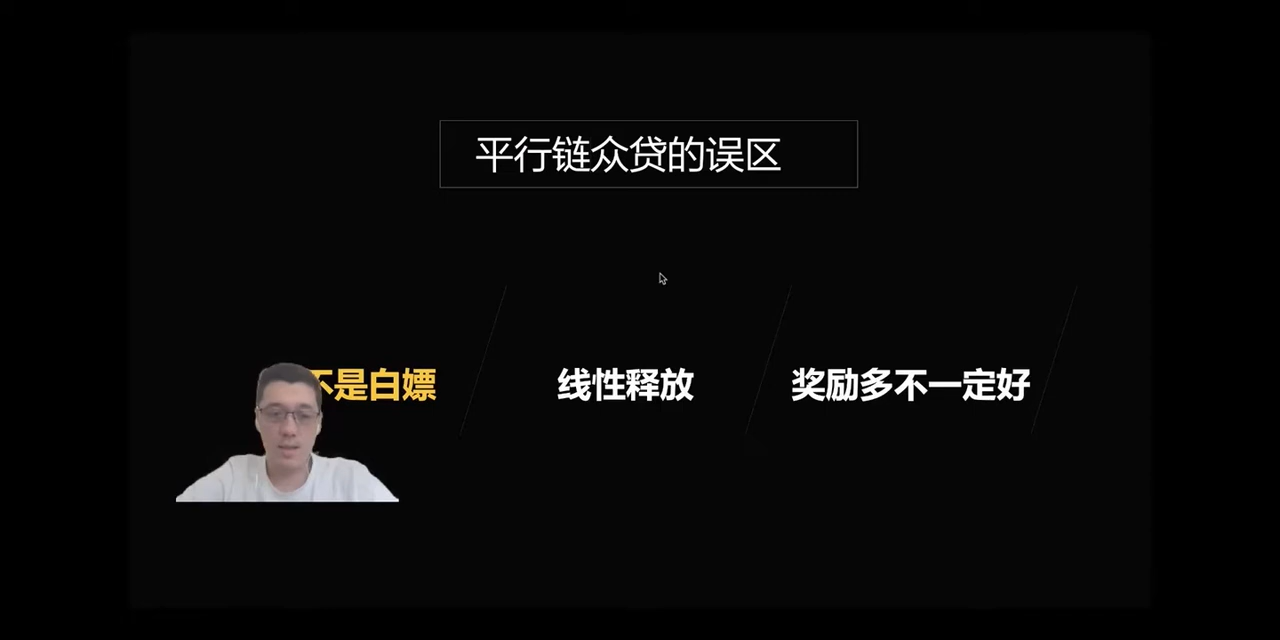 平行链众贷的误区
不是白嫖
线性释放
奖励多不一定好